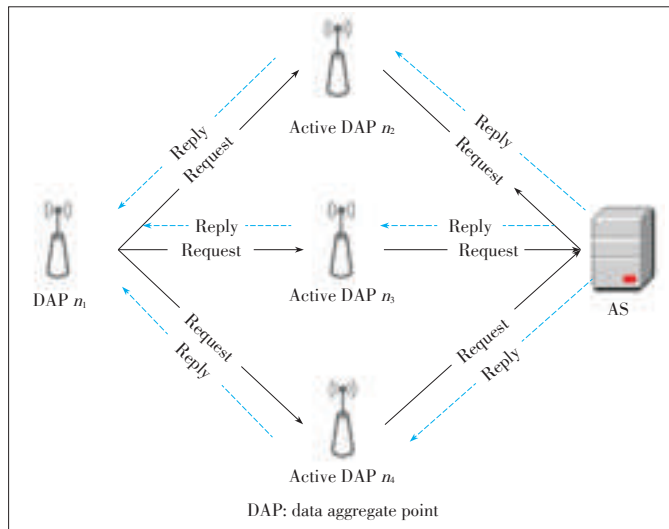 Reply
Request
Active DAP n2
Reply
Request
DAP n1
Reply
Request
Active DAP n3
Reply
Request
AS
Request
Reply
Request
Reply
Active DAP n4
DAP: data aggregate point